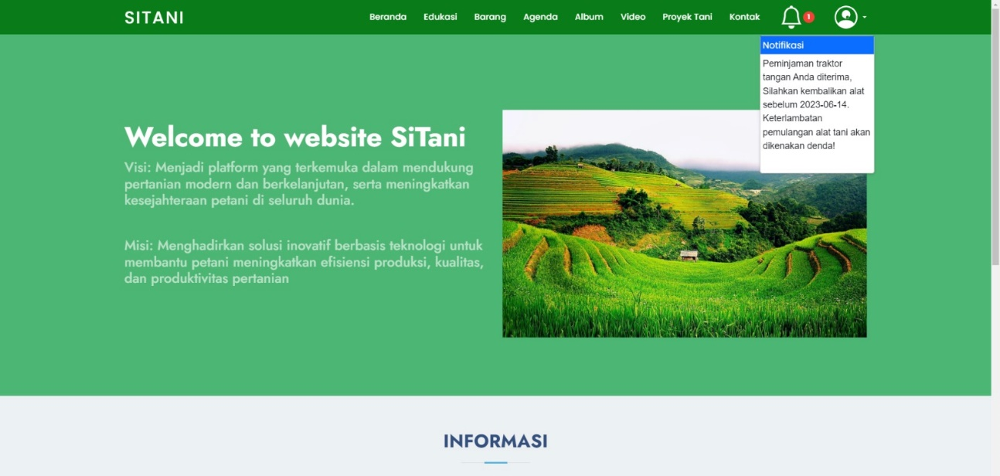 SITANI
Beranda Edukasi Barang Agenda Album Video Proyek Tani Kontak 1
Notifikasi
Peminjaman traktor
tangan Anda diterima,
Silahkan kembalikan alat
sebelum 2023-06-14.
Keterlambatan
pemulangan alat tani akan
dikenakan denda!
Welcome to website SiTani
Visi: Menjadi platform yang terkemuka dalam mendukung
pertanian modern dan berkelanjutan, serta meningkatkan
kesejahteraan petani di seluruh dunia.
Misi: Menghadirkan solusi inovatif berbasis teknologi untuk
membantu petani meningkatkan efisiensi produksi, kualitas,
dan produktivitas pertanian
INFORMASI